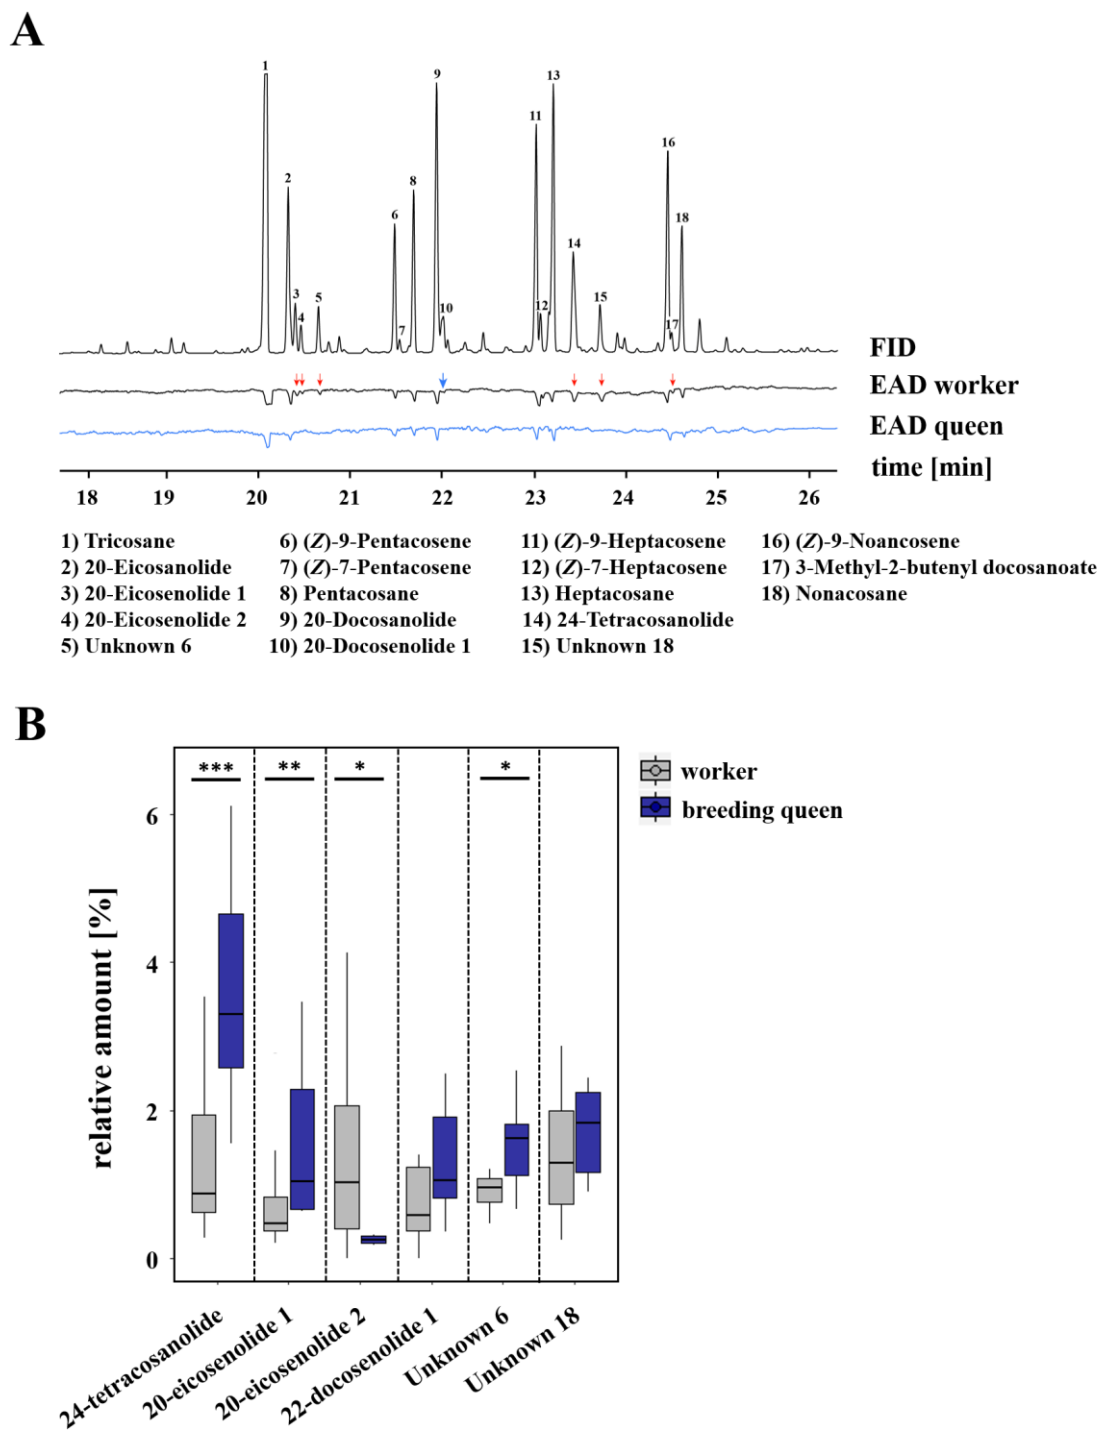 A
1
2
3
4
5
6
7
8
9
10
11
12
13
14
15
16
17
18
FID
EAD worker
EAD queen
time [min]
18 19 20 21 22 23 24 25 26
1) Tricosane 6) (Z)-9-Pentacosene 11) (Z)-9-Heptacosene 16) (Z)-9-Noancosene
2) 20-Eicosanolide 7) (Z)-7-Pentacosene 12) (Z)-7-Heptacosene 17) 3-Methyl-2-butenyl docosanoate
3) 20-Eicosenolide 1 8) Pentacosane 13) Heptacosane 18) Nonacosane
4) 20-Eicosenolide 2 9) 20-Docosanolide 14) 24-Tetracosanolide
5) Unknown 6 10) 20-Docosenolide 1 15) Unknown 18
B
*** ** * *
worker
breeding queen
relative amount [%]
6
4
2
0
24-tetracosanolide
20-eicosenolide 1
20-eicosenolide 2
22-docosenolide 1
Unknown 6
Unknown 18